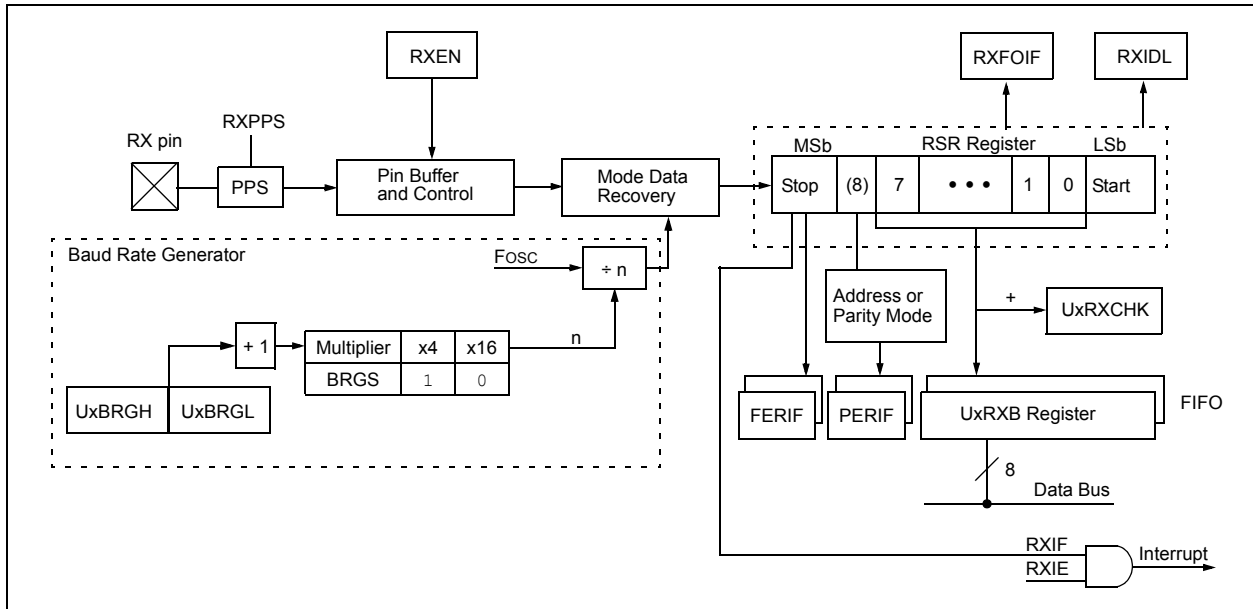 RXEN
RXFOIF
RXIDL
RXPPS
RX pin
PPS
Pin Buffer
and Control
Mode Data
Recovery
MSb
RSR Register
LSb
Stop (8) 7 • • • 1 0 Start
Baud Rate Generator
FOSC
÷ n
Address or
Parity Mode
+
UxRXCHK
+ 1
Multiplier x4 x16
n
BRGS 1 0
UxBRGH UxBRGL
FERIF
PERIF
UxRXB Register
FIFO
8
Data Bus
RXIF
RXIE
Interrupt